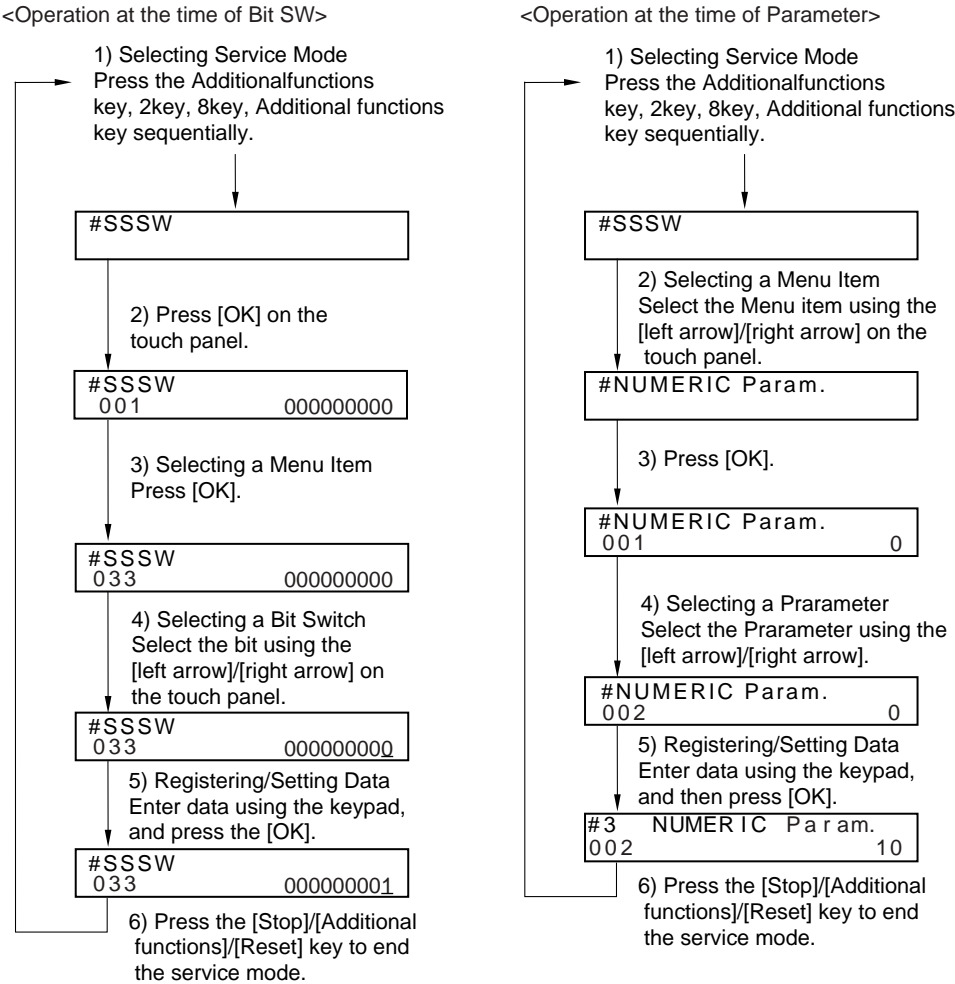 <Operation at the time of Bit SW>
1) Selecting Service Mode
Press the Additionalfunctions
key, 2key, 8key, Additional functions
key sequentially.
#SSSW
2) Press [OK] on the
touch panel.
#SSSW
001 000000000
3) Selecting a Menu Item
Press [OK].
#SSSW
033 000000000
4) Selecting a Bit Switch
Select the bit using the
[left arrow]/[right arrow] on
the touch panel.
#SSSW
033 000000000
5) Registering/Setting Data
Enter data using the keypad,
and press the [OK].
#SSSW
033 000000001
6) Press the [Stop]/[Additional
functions]/[Reset] key to end
the service mode.
<Operation at the time of Parameter>
1) Selecting Service Mode
Press the Additionalfunctions
key, 2key, 8key, Additional functions
key sequentially.
#SSSW
2) Selecting a Menu Item
Select the Menu item using the
[left arrow]/[right arrow] on the
touch panel.
#NUMERIC Param.
3) Press [OK].
#NUMERIC Param.
001 0
4) Selecting a Prarameter
Select the Prarameter using the
[left arrow]/[right arrow].
#NUMERIC Param.
002 0
5) Registering/Setting Data
Enter data using the keypad,
and then press [OK].
#3 NUMERIC Param.
002 10
6) Press the [Stop]/[Additional
functions]/[Reset] key to end
the service mode.